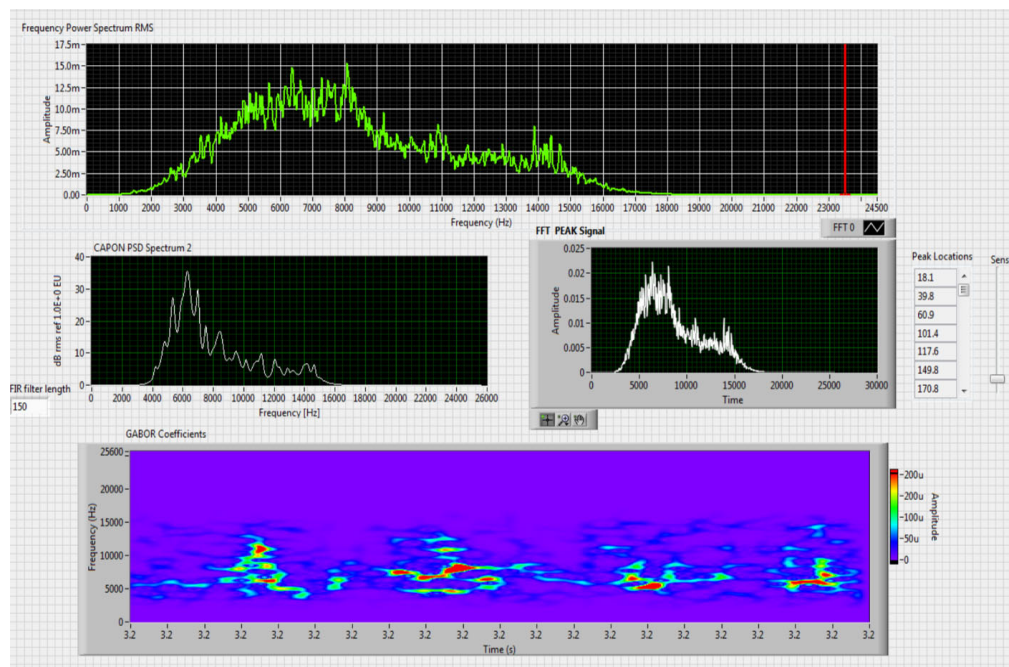 Frequency Power Spectrum RMS
17.5m
15.0m
12.5m
10.0m
7.50m
5.00m
2.50m
0.00
Amplitude
0 1000 2000 3000 4000 5000 6000 7000 8000 9000 10000 11000 12000 13000 14000 15000 16000 17000 18000 19000 20000 21000 22000 23000 24500
Frequency (Hz)
FFT 0
CAPON PSD Spectrum 2
40
30
20
10
0
dB rms ref 1.0E+0 EU
0 2000 4000 6000 8000 10000 12000 14000 16000 18000 20000 22000 24000 26000
Frequency [Hz]
FIR filter length
150
FFT PEAK Signal
0.025
0.02
0.015
0.01
0.005
0
Amplitude
0 5000 10000 15000 20000 25000 30000
Time
Peak Locations
18.1
39.8
60.9
101.4
117.6
149.8
170.8
Sens
GABOR Coefficients
25600
20000
15000
10000
5000
0
Frequency (Hz)
3.2 3.2 3.2 3.2 3.2 3.2 3.2 3.2 3.2 3.2 3.2 3.2 3.2 3.2 3.2 3.2 3.2 3.2 3.2 3.2 3.2
Time (s)
200u
200u
100u
50u
0
Amplitude